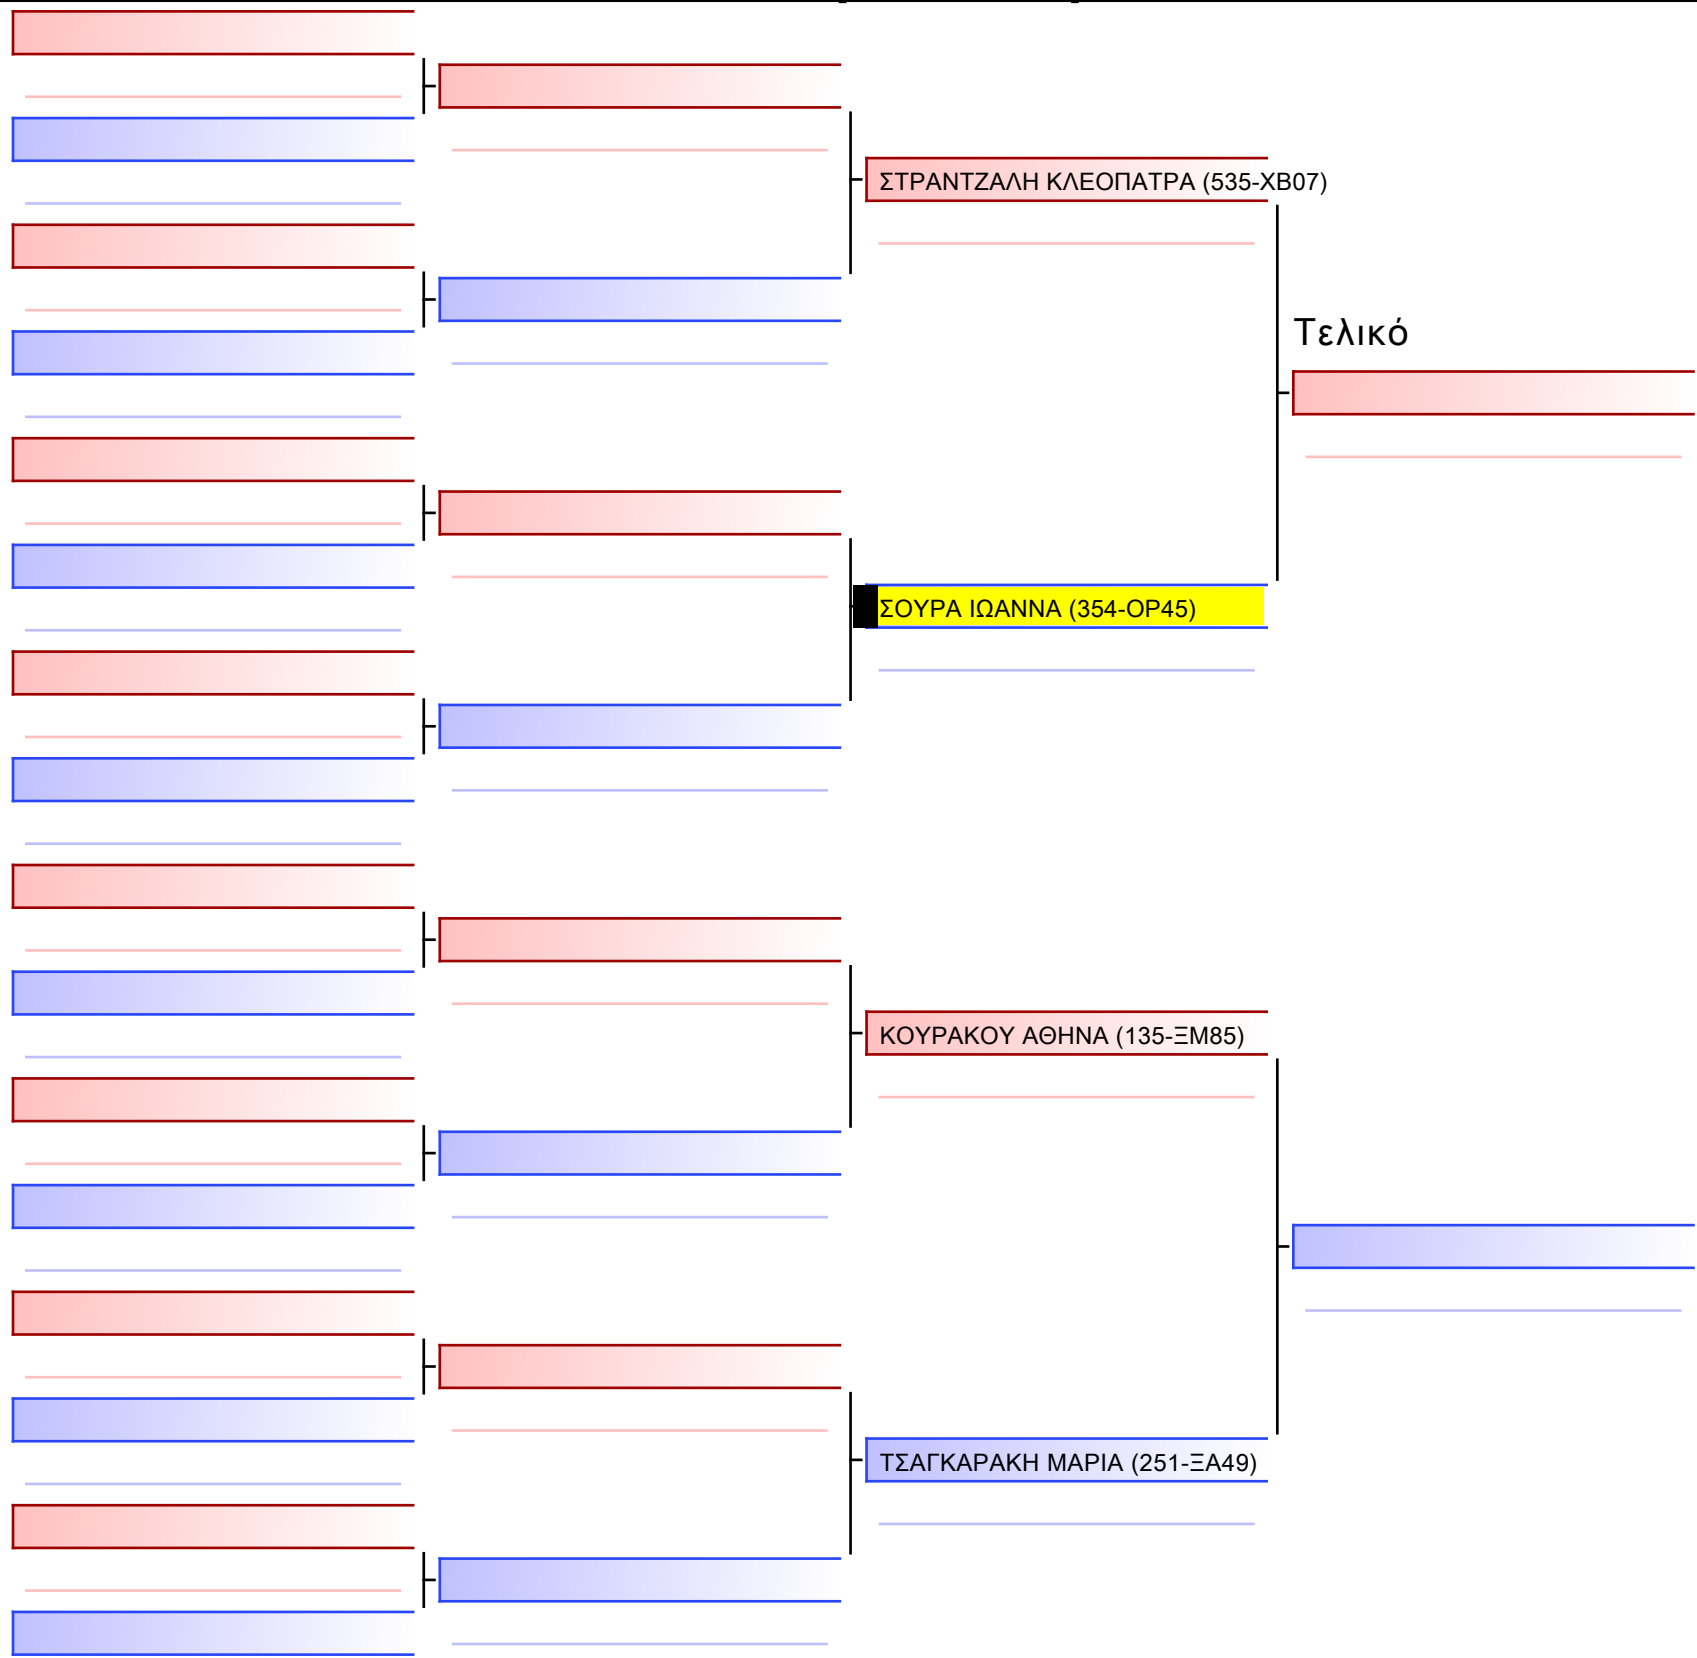 ΣΤΡΑΝΤΖΑΛΗ ΚΛΕΟΠΑΤΡΑ (535-ΧΒ07)
Τελικό
ΣΟΥΡΑ ΙΩΑΝΝΑ (354-ΟΡ45)
ΚΟΥΡΑΚΟΥ ΑΘΗΝΑ (135-ΞΜ85)
ΤΣΑΓΚΑΡΑΚΗ ΜΑΡΙΑ (251-ΞΑ49)